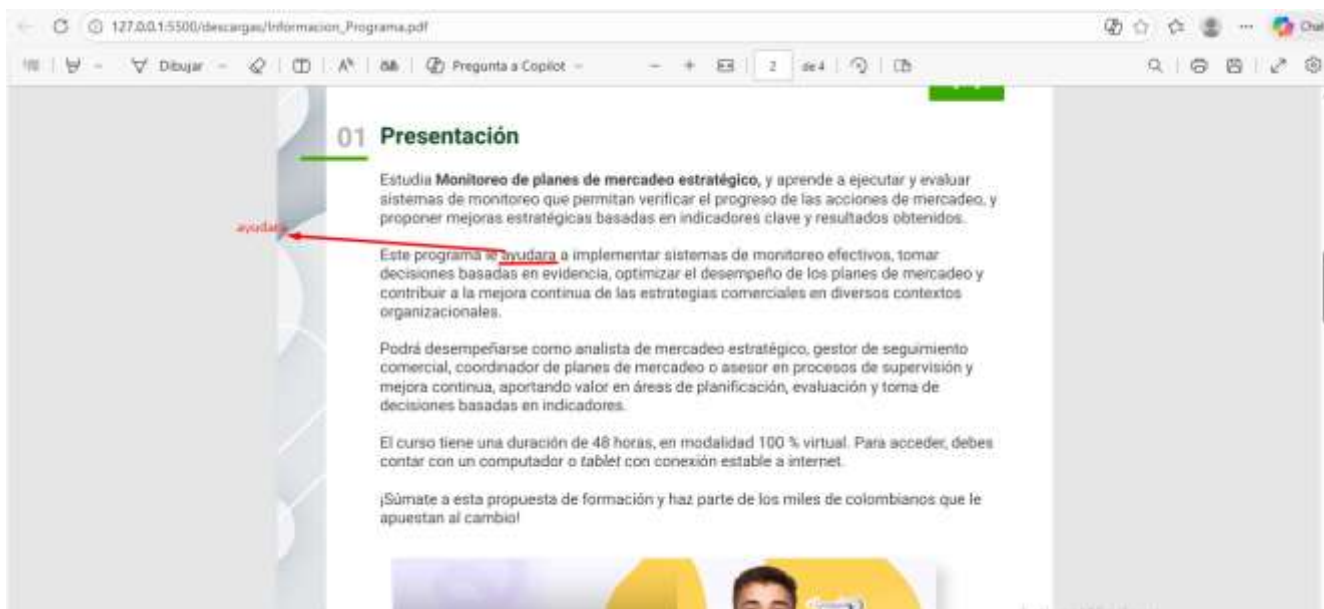 127.0.0.1:5500/descargas/Informacion_Programa.pdf
Dibujar
Pregunta a Copilot
2 de 4
01 Presentación
Estudia Monitoreo de planes de mercadeo estratégico, y aprende a ejecutar y evaluar
sistemas de monitoreo que permitan verificar el progreso de las acciones de mercadeo, y
proponer mejoras estratégicas basadas en indicadores clave y resultados obtenidos.
Este programa le ayudara a implementar sistemas de monitoreo efectivos, tomar
decisiones basadas en evidencia, optimizar el desempeño de los planes de mercadeo y
contribuir a la mejora continua de las estrategias comerciales en diversos contextos
organizacionales.
Podrá desempeñarse como analista de mercadeo estratégico, gestor de seguimiento
comercial, coordinador de planes de mercadeo o asesor en procesos de supervisión y
mejora continua, aportando valor en áreas de planificación, evaluación y toma de
decisiones basadas en indicadores.
El curso tiene una duración de 48 horas, en modalidad 100 % virtual. Para acceder, debes
contar con un computador o tablet con conexión estable a internet.
¡Súmate a esta propuesta de formación y haz parte de los miles de colombianos que le
apuestan al cambio!